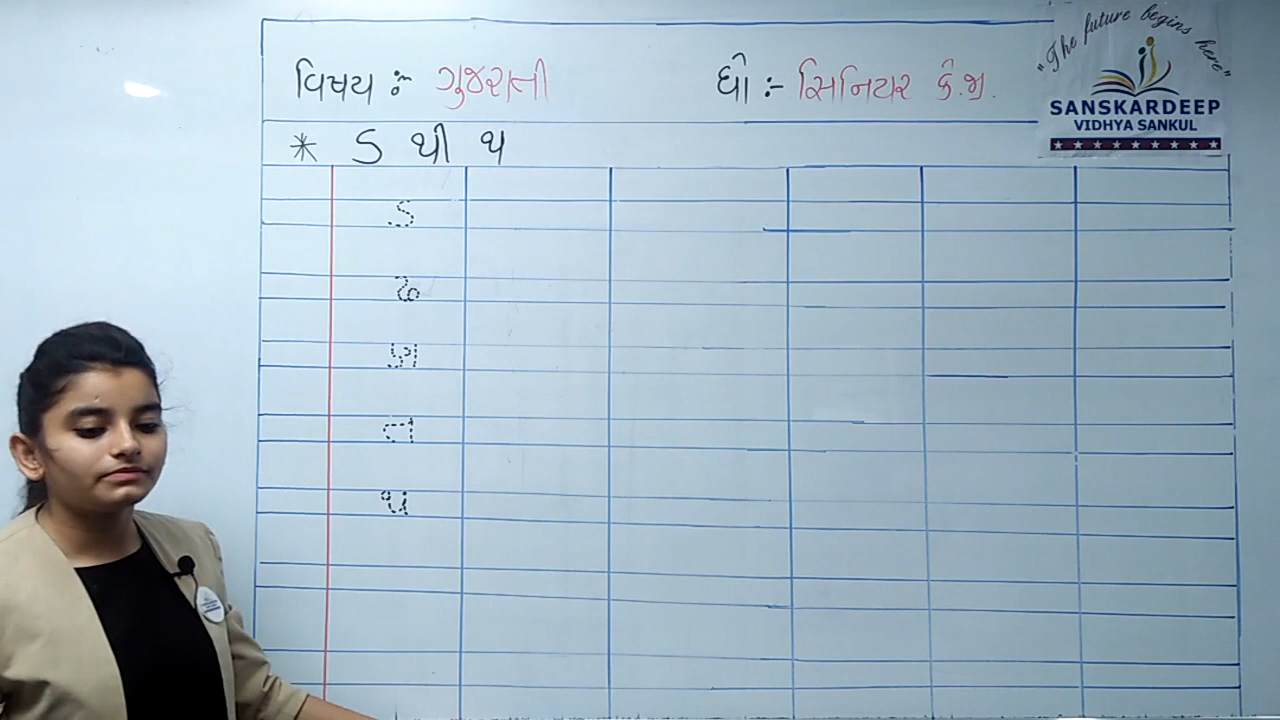 વિષય :- ગુજરાતી ધો :- સિનિયર કે.જી.
"The future begins here"
SANSKARDEEP
VIDHYA SANKUL
* ડ થી થ
ડ
ઢ
ણ
ત
થ